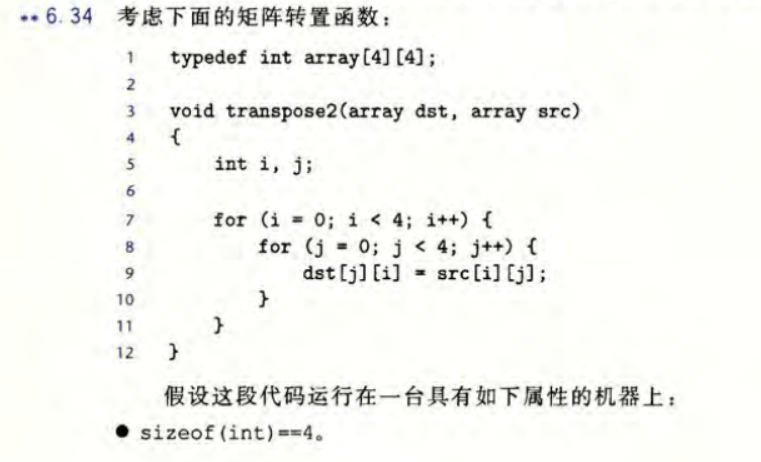 ** 6.34 考虑下面的矩阵转置函数：
1 typedef int array[4][4];
2
3 void transpose2(array dst, array src)
4 {
5 int i, j;
6
7 for (i = 0; i < 4; i++) {
8 for (j = 0; j < 4; j++) {
9 dst[j][i] = src[i][j];
10 }
11 }
12 }
假设这段代码运行在一台具有如下属性的机器上：
● sizeof(int)==4。